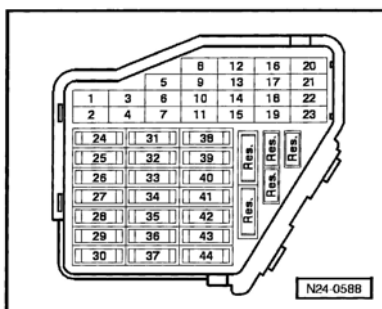 8 12 16 20
5 9 13 17 21
1 3 6 10 14 18 22
2 4 7 11 15 19 23
24 31 38 Res. Res. Res.
25 32 39
26 33 40 Res.
27 34 41 Res.
28 35 42
29 36 43
30 37 44
N24-0588